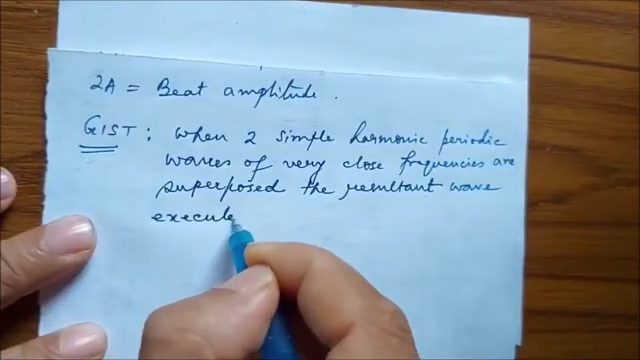 2A = Beat amplitude.
GIST: When 2 simple harmonic periodic
waves of very close frequencies are
superposed the resultant wave
execute